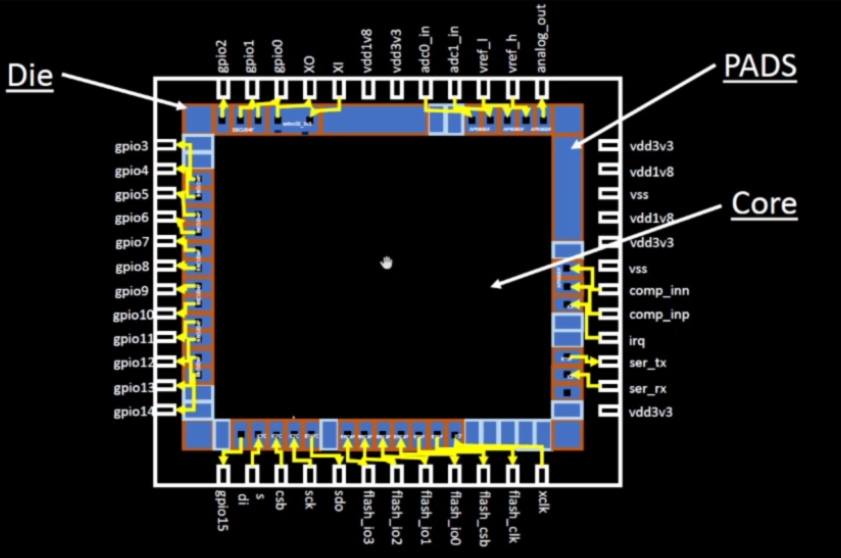 Die
PADS
Core
gpio2
gpio1
gpio0
XO
XI
vdd1v8
vdd3v3
adc0_in
adc1_in
vref_l
vref_h
analog_out
gpio3
gpio4
gpio5
gpio6
gpio7
gpio8
gpio9
gpio10
gpio11
gpio12
gpio13
gpio14
vdd3v3
vdd1v8
vss
vdd1v8
vdd3v3
vss
comp_inn
comp_inp
irq
ser_tx
ser_rx
vdd3v3
gpio15
di
s
csb
sck
sdo
flash_io3
flash_io2
flash_io1
flash_io0
flash_csb
flash_clk
xclk